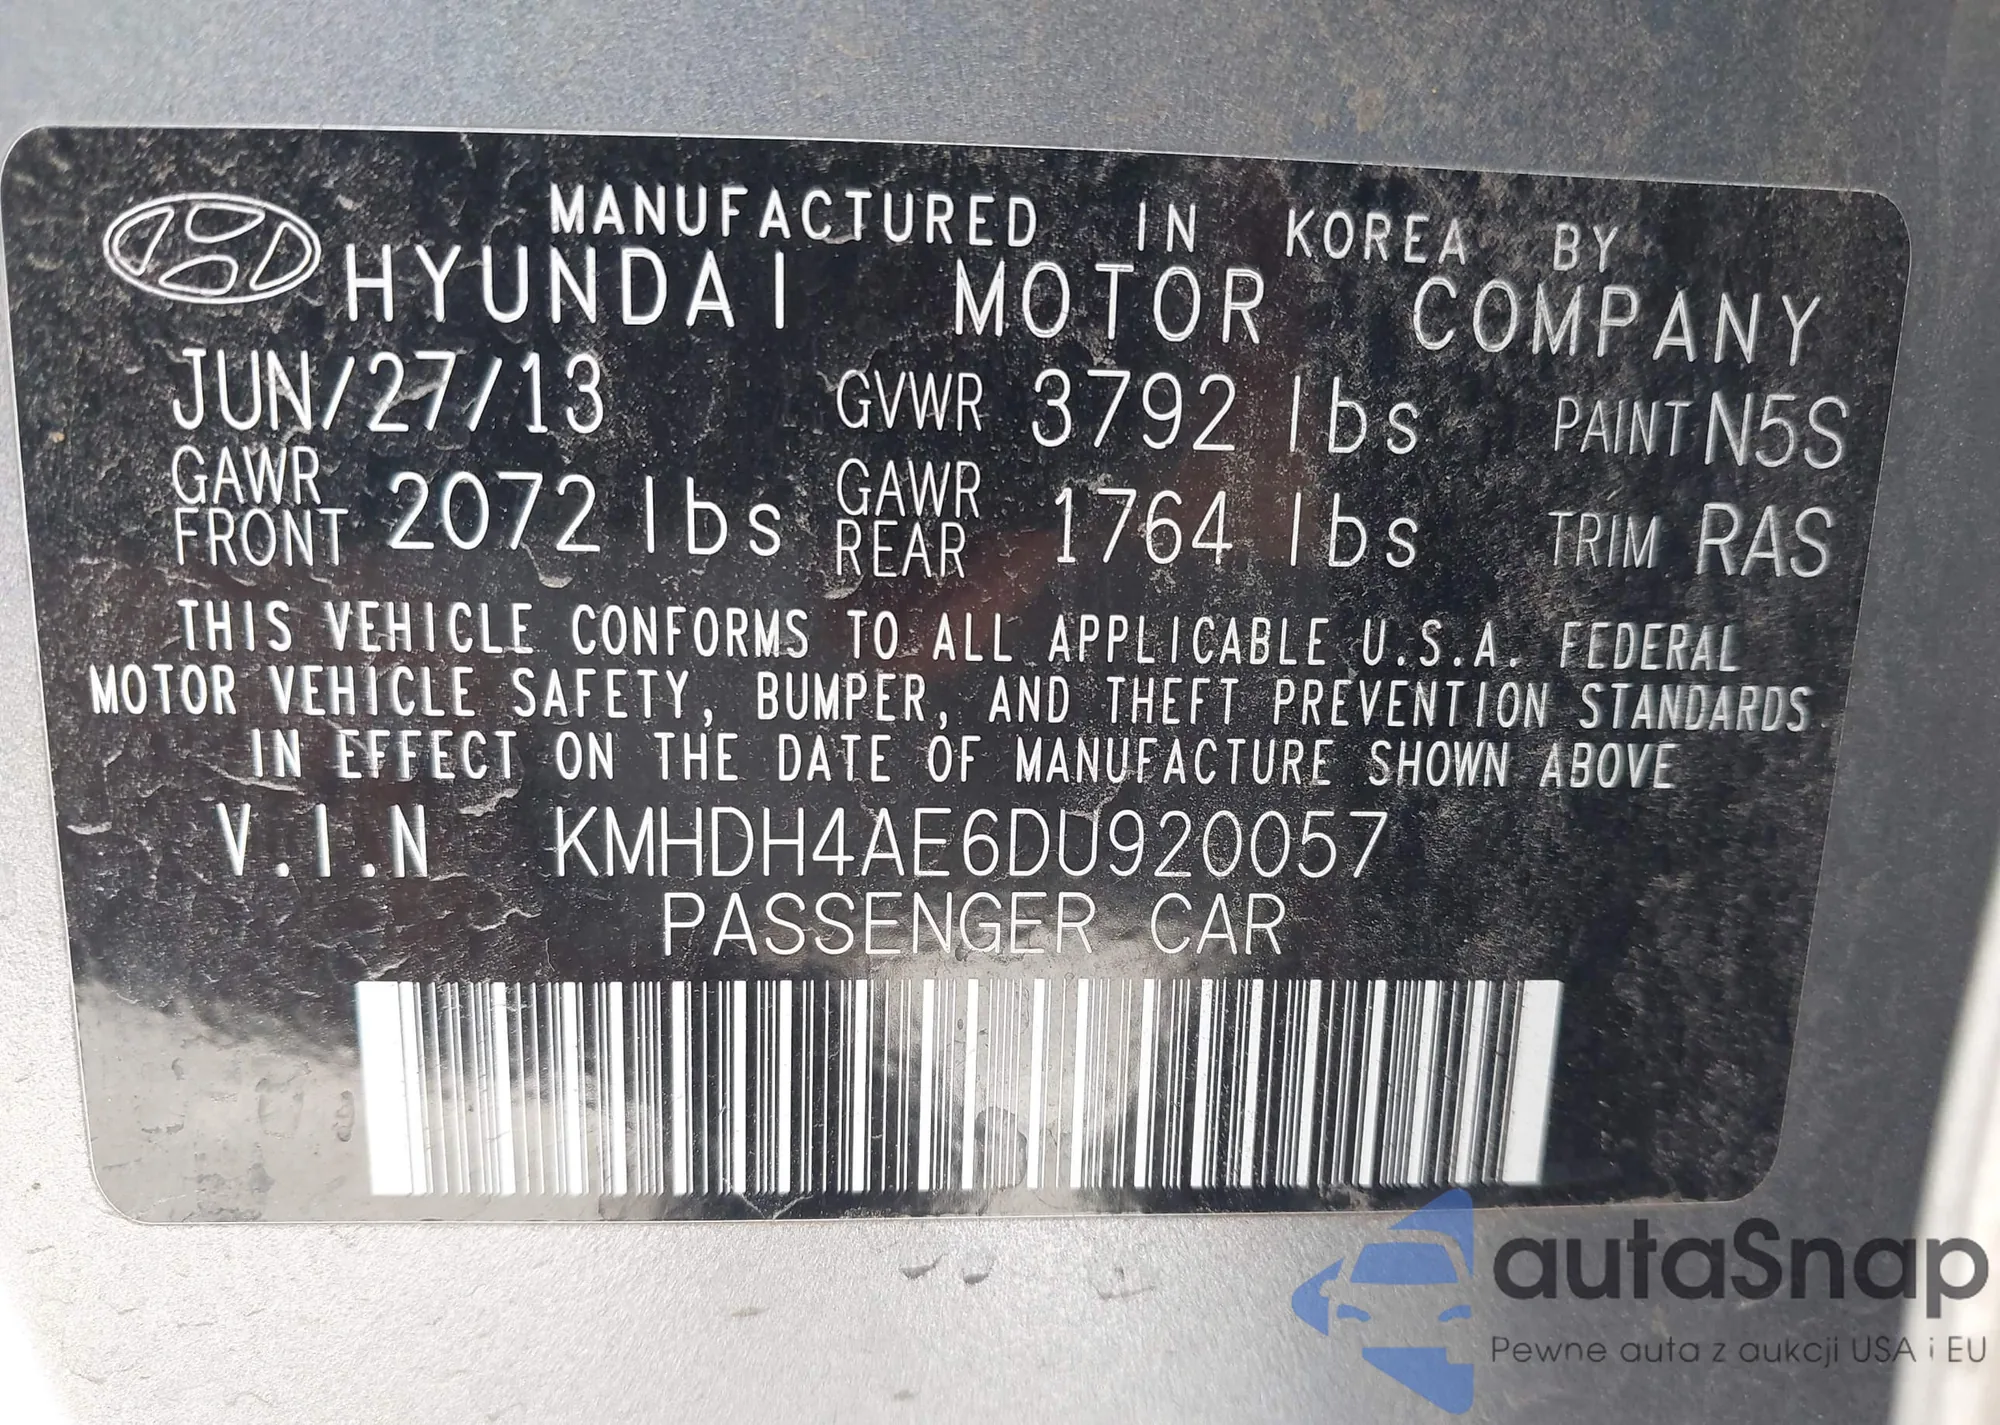 MANUFACTURED IN KOREA BY
HYUNDAI MOTOR COMPANY
JUN/27/13 GVWR 3792 lbs PAINT N5S
GAWR FRONT 2072 lbs GAWR REAR 1764 lbs TRIM RAS
THIS VEHICLE CONFORMS TO ALL APPLICABLE U.S.A. FEDERAL
MOTOR VEHICLE SAFETY, BUMPER, AND THEFT PREVENTION STANDARDS
IN EFFECT ON THE DATE OF MANUFACTURE SHOWN ABOVE
V.I.N KMHDH4AE6DU920057
PASSENGER CAR
autaSnap
Pewne auta z aukcji USA i EU